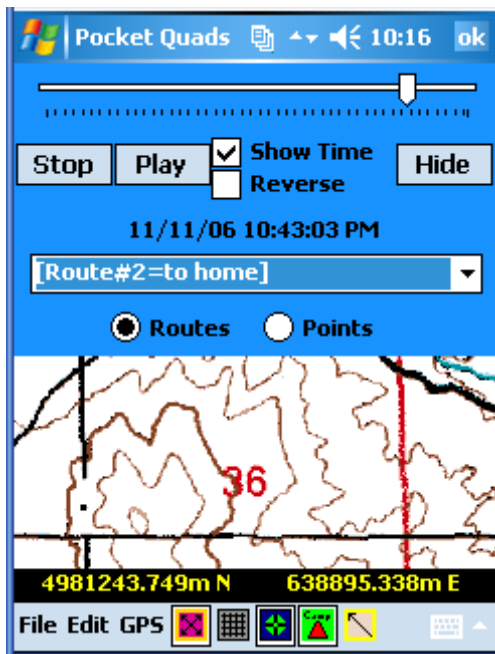 Pocket Quads 10:16 ok
Stop Play Show Time Hide
Reverse
11/11/06 10:43:03 PM
[Route#2=to home]
Routes Points
36
4981243.749m N 638895.338m E
File Edit GPS Camp